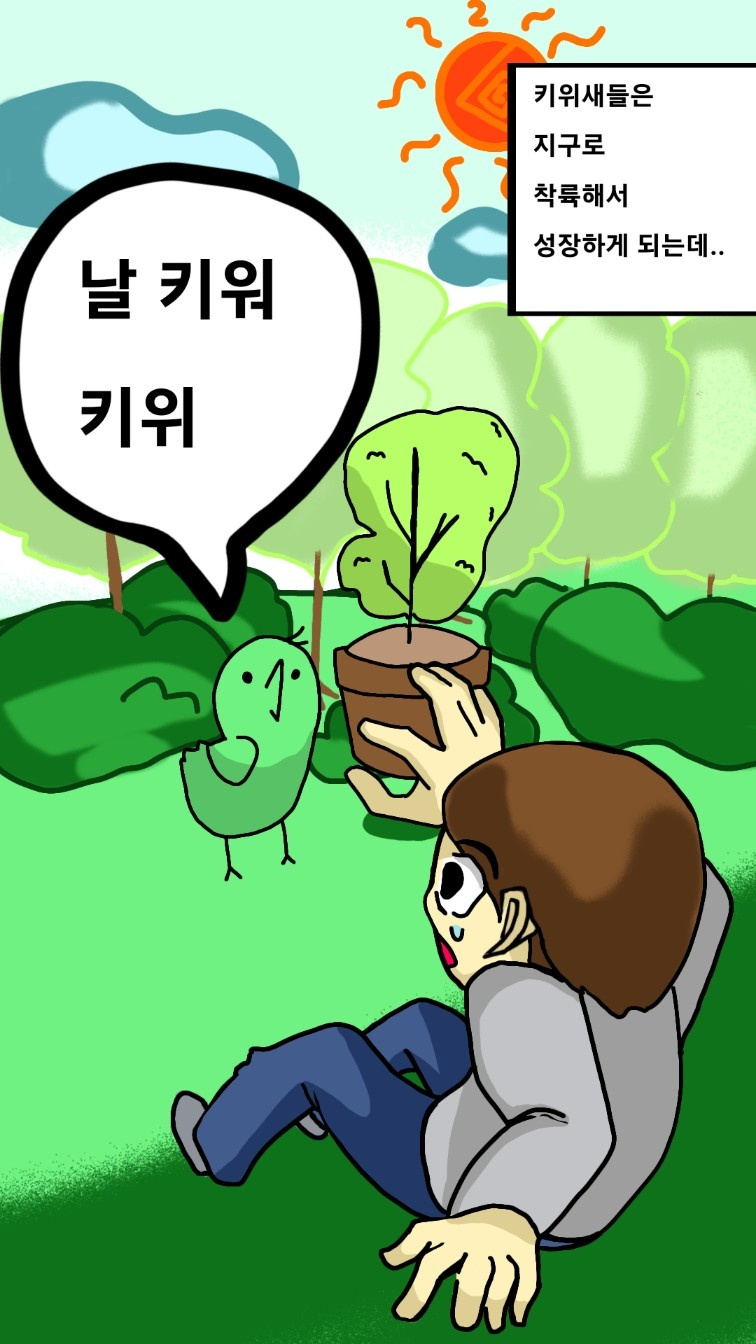 키위새들은
지구로
착륙해서
성장하게 되는데..
날 키워
키위